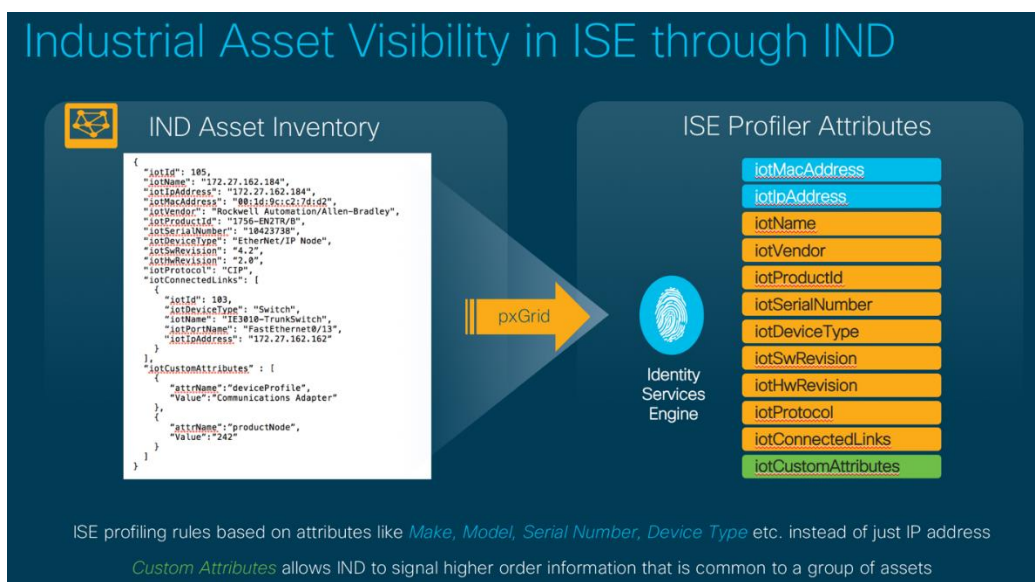 Industrial Asset Visibility in ISE through IND
IND Asset Inventory
{
"iotId": 105,
"iotName": "172.27.162.184",
"iotIpAddress": "172.27.162.184",
"iotMacAddress": "00:1d:9c:c2:7d:d2",
"iotVendor": "Rockwell Automation/Allen-Bradley",
"iotProductId": "1756-EN2TR/B",
"iotSerialNumber": "10423738",
"iotDeviceType": "EtherNet/IP Node",
"iotSwRevision": "4.2",
"iotHwRevision": "2.0",
"iotProtocol": "CIP",
"iotConnectedLinks": [
{
"iotId": 103,
"iotDeviceType": "Switch",
"iotName": "IE3010-TrunkSwitch",
"iotPortName": "FastEthernet0/13",
"iotIpAddress": "172.27.162.162"
}
],
"iotCustomAttributes" : [
{
"attrName":"deviceProfile",
"Value":"Communications Adapter"
},
{
"attrName":"productNode",
"Value":"242"
}
]
}
pxGrid
ISE Profiler Attributes
Identity
Services
Engine
iotMacAddress
iotIpAddress
iotName
iotVendor
iotProductId
iotSerialNumber
iotDeviceType
iotSwRevision
iotHwRevision
iotProtocol
iotConnectedLinks
iotCustomAttributes
ISE profiling rules based on attributes like Make, Model, Serial Number, Device Type etc. instead of just IP address
Custom Attributes allows IND to signal higher order information that is common to a group of assets